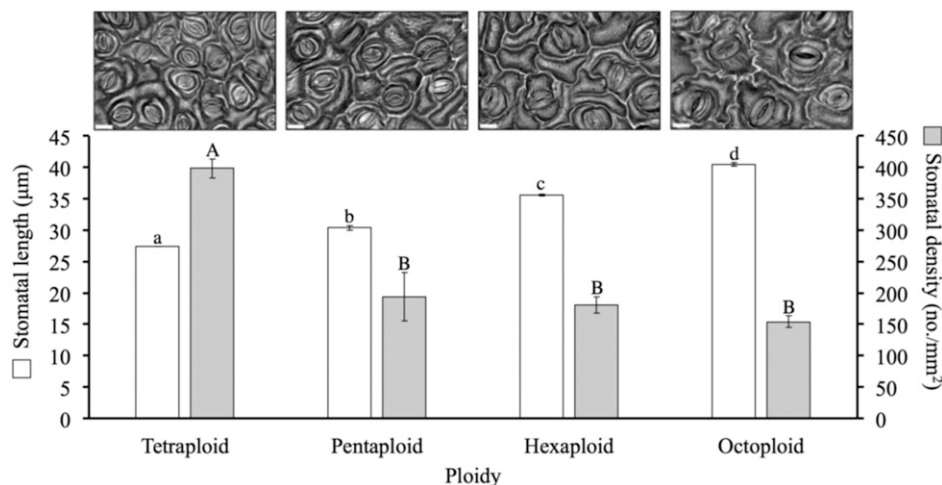 45
40
35
30
25
20
15
10
5
0
Stomatal length (μm)
450
400
350
300
250
200
150
100
50
0
Stomatal density (no./mm²)
a
A
b
B
c
B
d
B
Tetraploid Pentaploid Hexaploid Octoploid
Ploidy